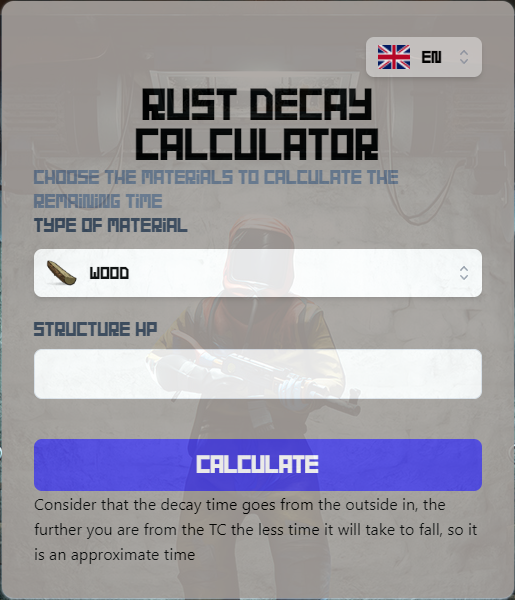 EN
RUST DECAY
CALCULATOR
CHOOSE THE MATERIALS TO CALCULATE THE
REMAINING TIME
TYPE OF MATERIAL
WOOD
STRUCTURE HP
CALCULATE
Consider that the decay time goes from the outside in, the
further you are from the TC the less time it will take to fall, so it
is an approximate time